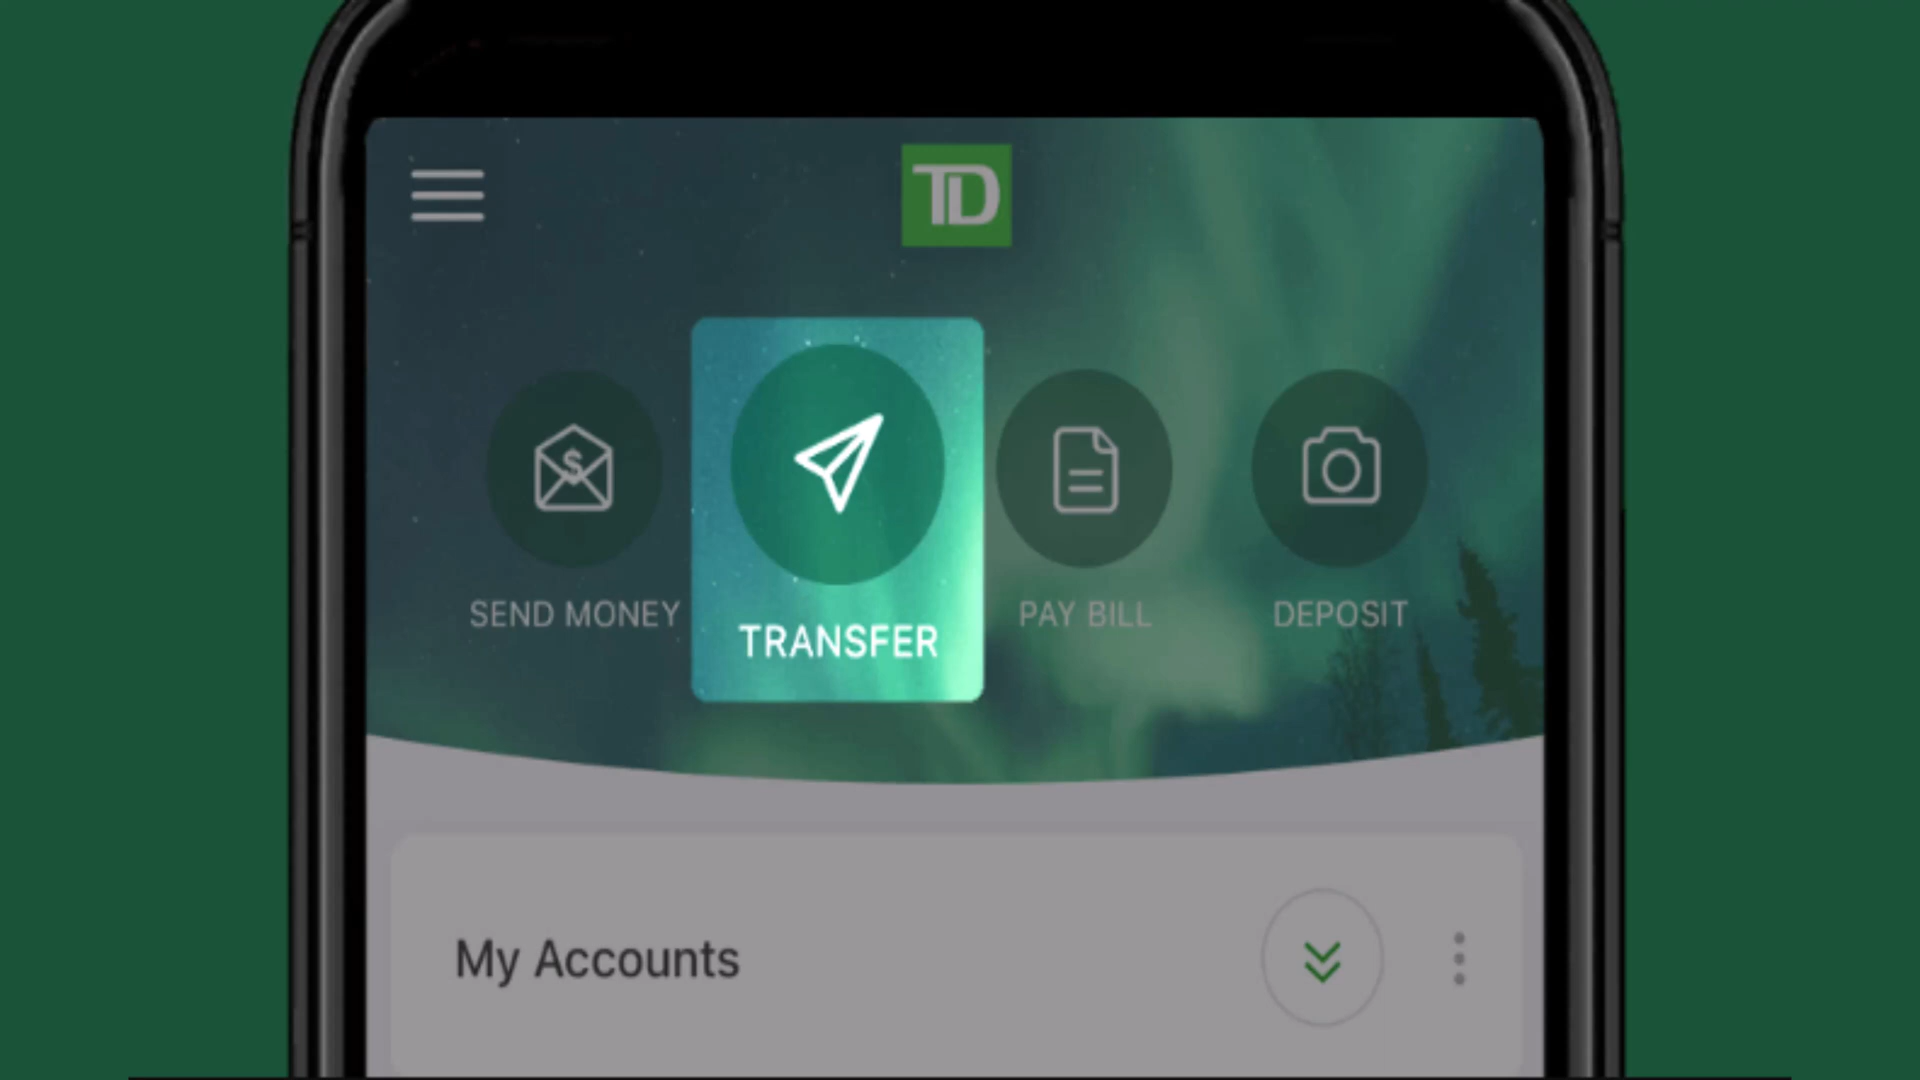 TD
$
SEND MONEY
TRANSFER
PAY BILL
DEPOSIT
My Accounts